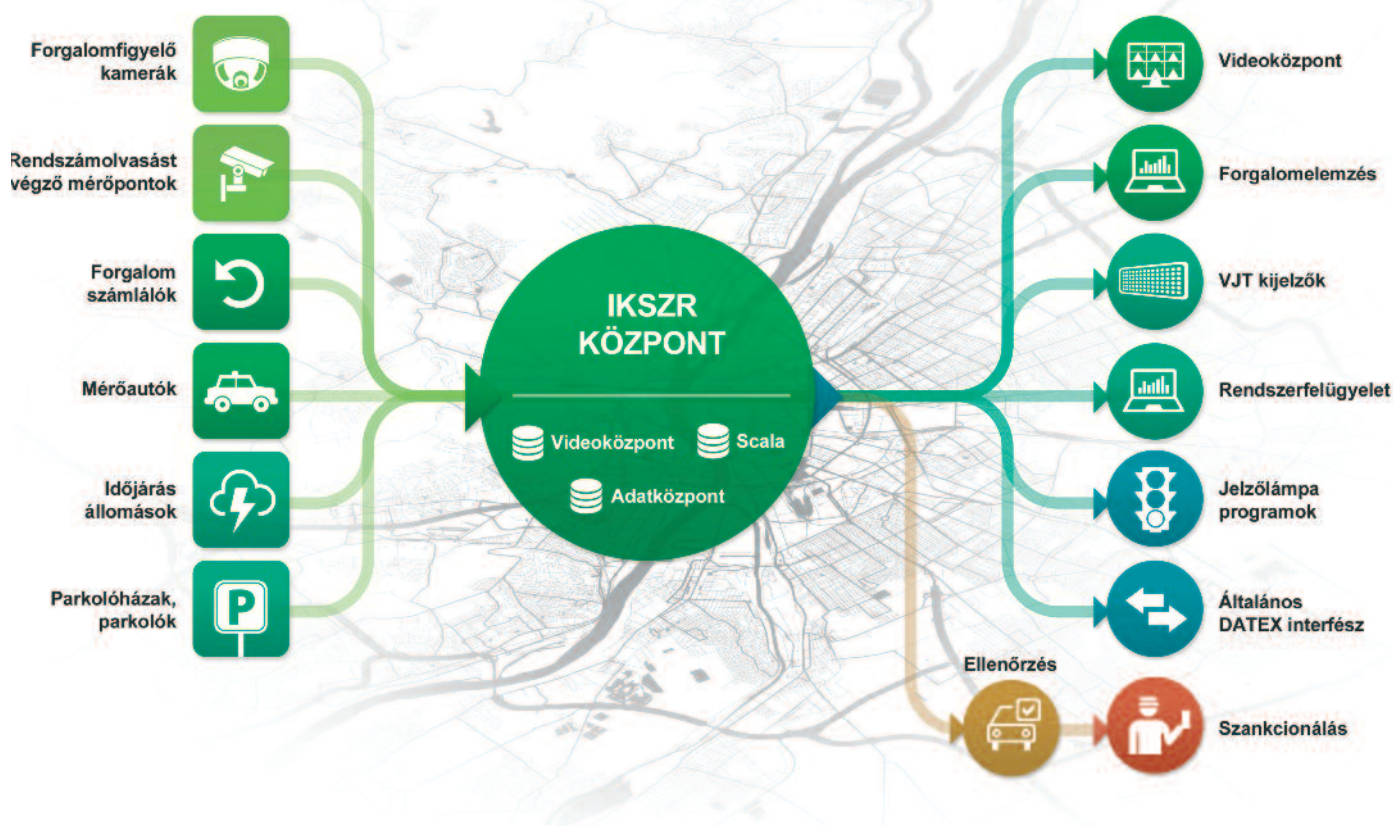 Forgalomfigyelő
kamerák
Rendszámolvasást
végző mérőpontok
Forgalom
számlálók
Mérőautók
Időjárás
állomások
Parkolóházak,
parkolók
P
IKSZR
KÖZPONT
Videoközpont
Scala
Adatközpont
Videoközpont
Forgalomelemzés
VJT kijelzők
Rendszerfelügyelet
Jelzőlámpa
programok
Általános
DATEX interfész
Ellenőrzés
Szankcionálás